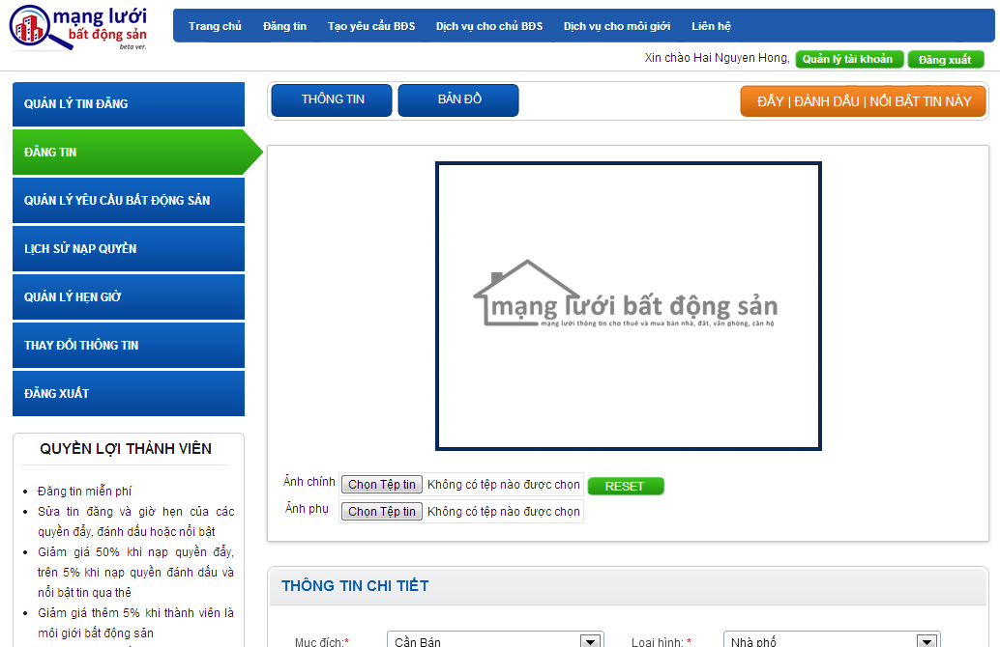 mạng lưới
bất động sản
beta ver.
Trang chủ Đăng tin Tạo yêu cầu BĐS Dịch vụ cho chủ BĐS Dịch vụ cho môi giới Liên hệ
Xin chào Hai Nguyen Hong, Quản lý tài khoản Đăng xuất
QUẢN LÝ TIN ĐĂNG
ĐĂNG TIN
QUẢN LÝ YÊU CẦU BẤT ĐỘNG SẢN
LỊCH SỬ NẠP QUYỀN
QUẢN LÝ HẸN GIỜ
THAY ĐỔI THÔNG TIN
ĐĂNG XUẤT
QUYỀN LỢI THÀNH VIÊN
Đăng tin miễn phí
Sửa tin đăng và giờ hẹn của các
quyền đẩy, đánh dấu hoặc nổi bật
Giảm giá 50% khi nạp quyền đẩy,
trên 5% khi nạp quyền đánh dấu và
nổi bật tin qua thẻ
Giảm giá thêm 5% khi thành viên là
môi giới bất động sản
THÔNG TIN BẢN ĐỒ ĐẨY | ĐÁNH DẤU | NỔI BẬT TIN NÀY
mạng lưới bất động sản
mạng lưới thông tin cho thuê và mua bán nhà, đất, văn phòng, căn hộ
Ảnh chính Chọn Tệp tin Không có tệp nào được chọn RESET
Ảnh phụ Chọn Tệp tin Không có tệp nào được chọn
THÔNG TIN CHI TIẾT
Mục đích:* Cần Bán Loại hình: * Nhà phố